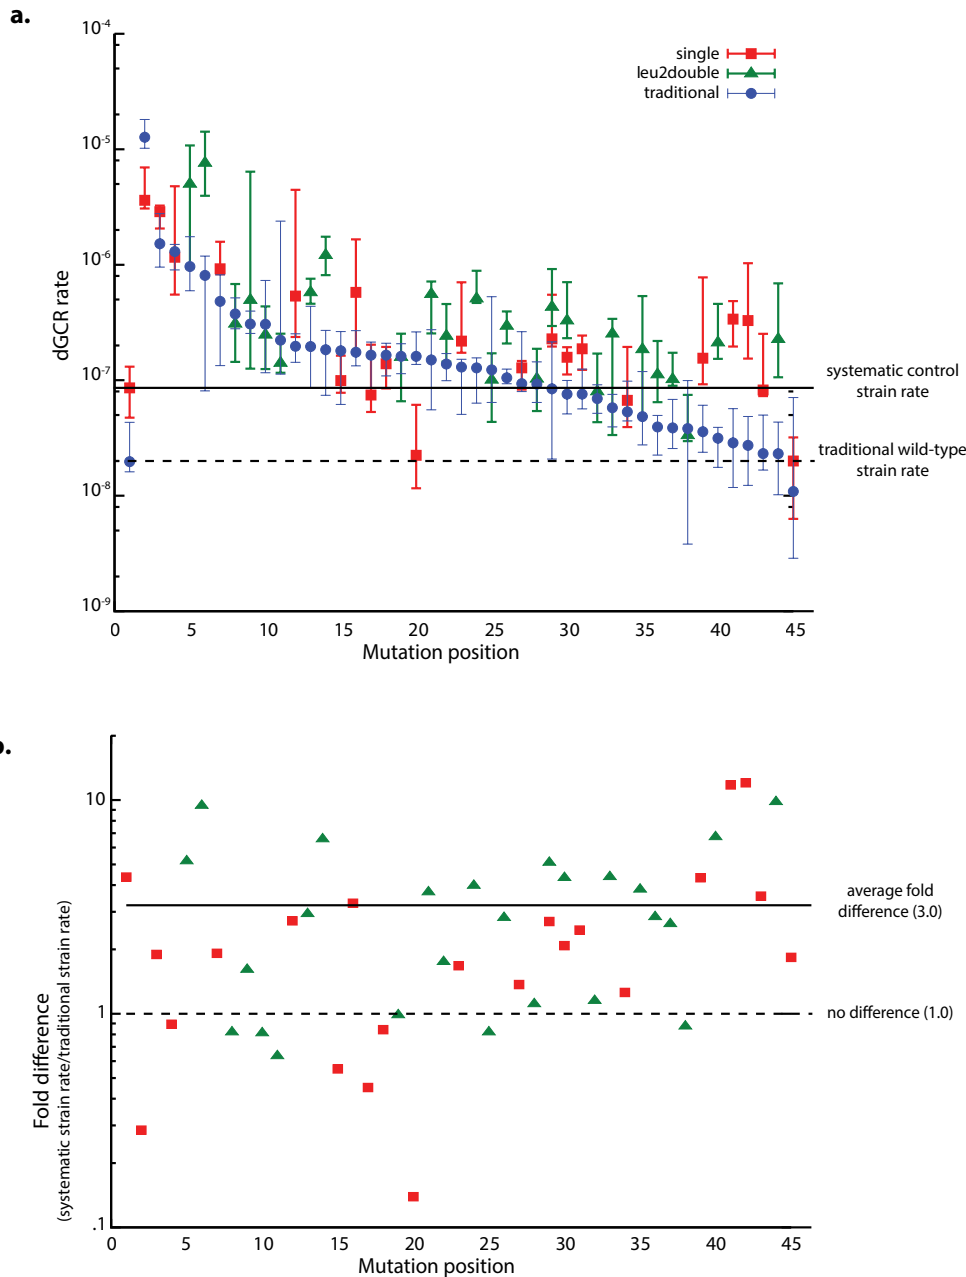 a.
10-4
10-5
10-6
10-7
10-8
10-9
dGCR rate
single
leu2double
traditional
systematic control
strain rate
traditional wild-type
strain rate
0 5 10 15 20 25 30 35 40 45
Mutation position
10
1
.1
Fold difference
(systematic strain rate/traditional strain rate)
average fold
difference (3.0)
no difference (1.0)
0 5 10 15 20 25 30 35 40 45
Mutation position